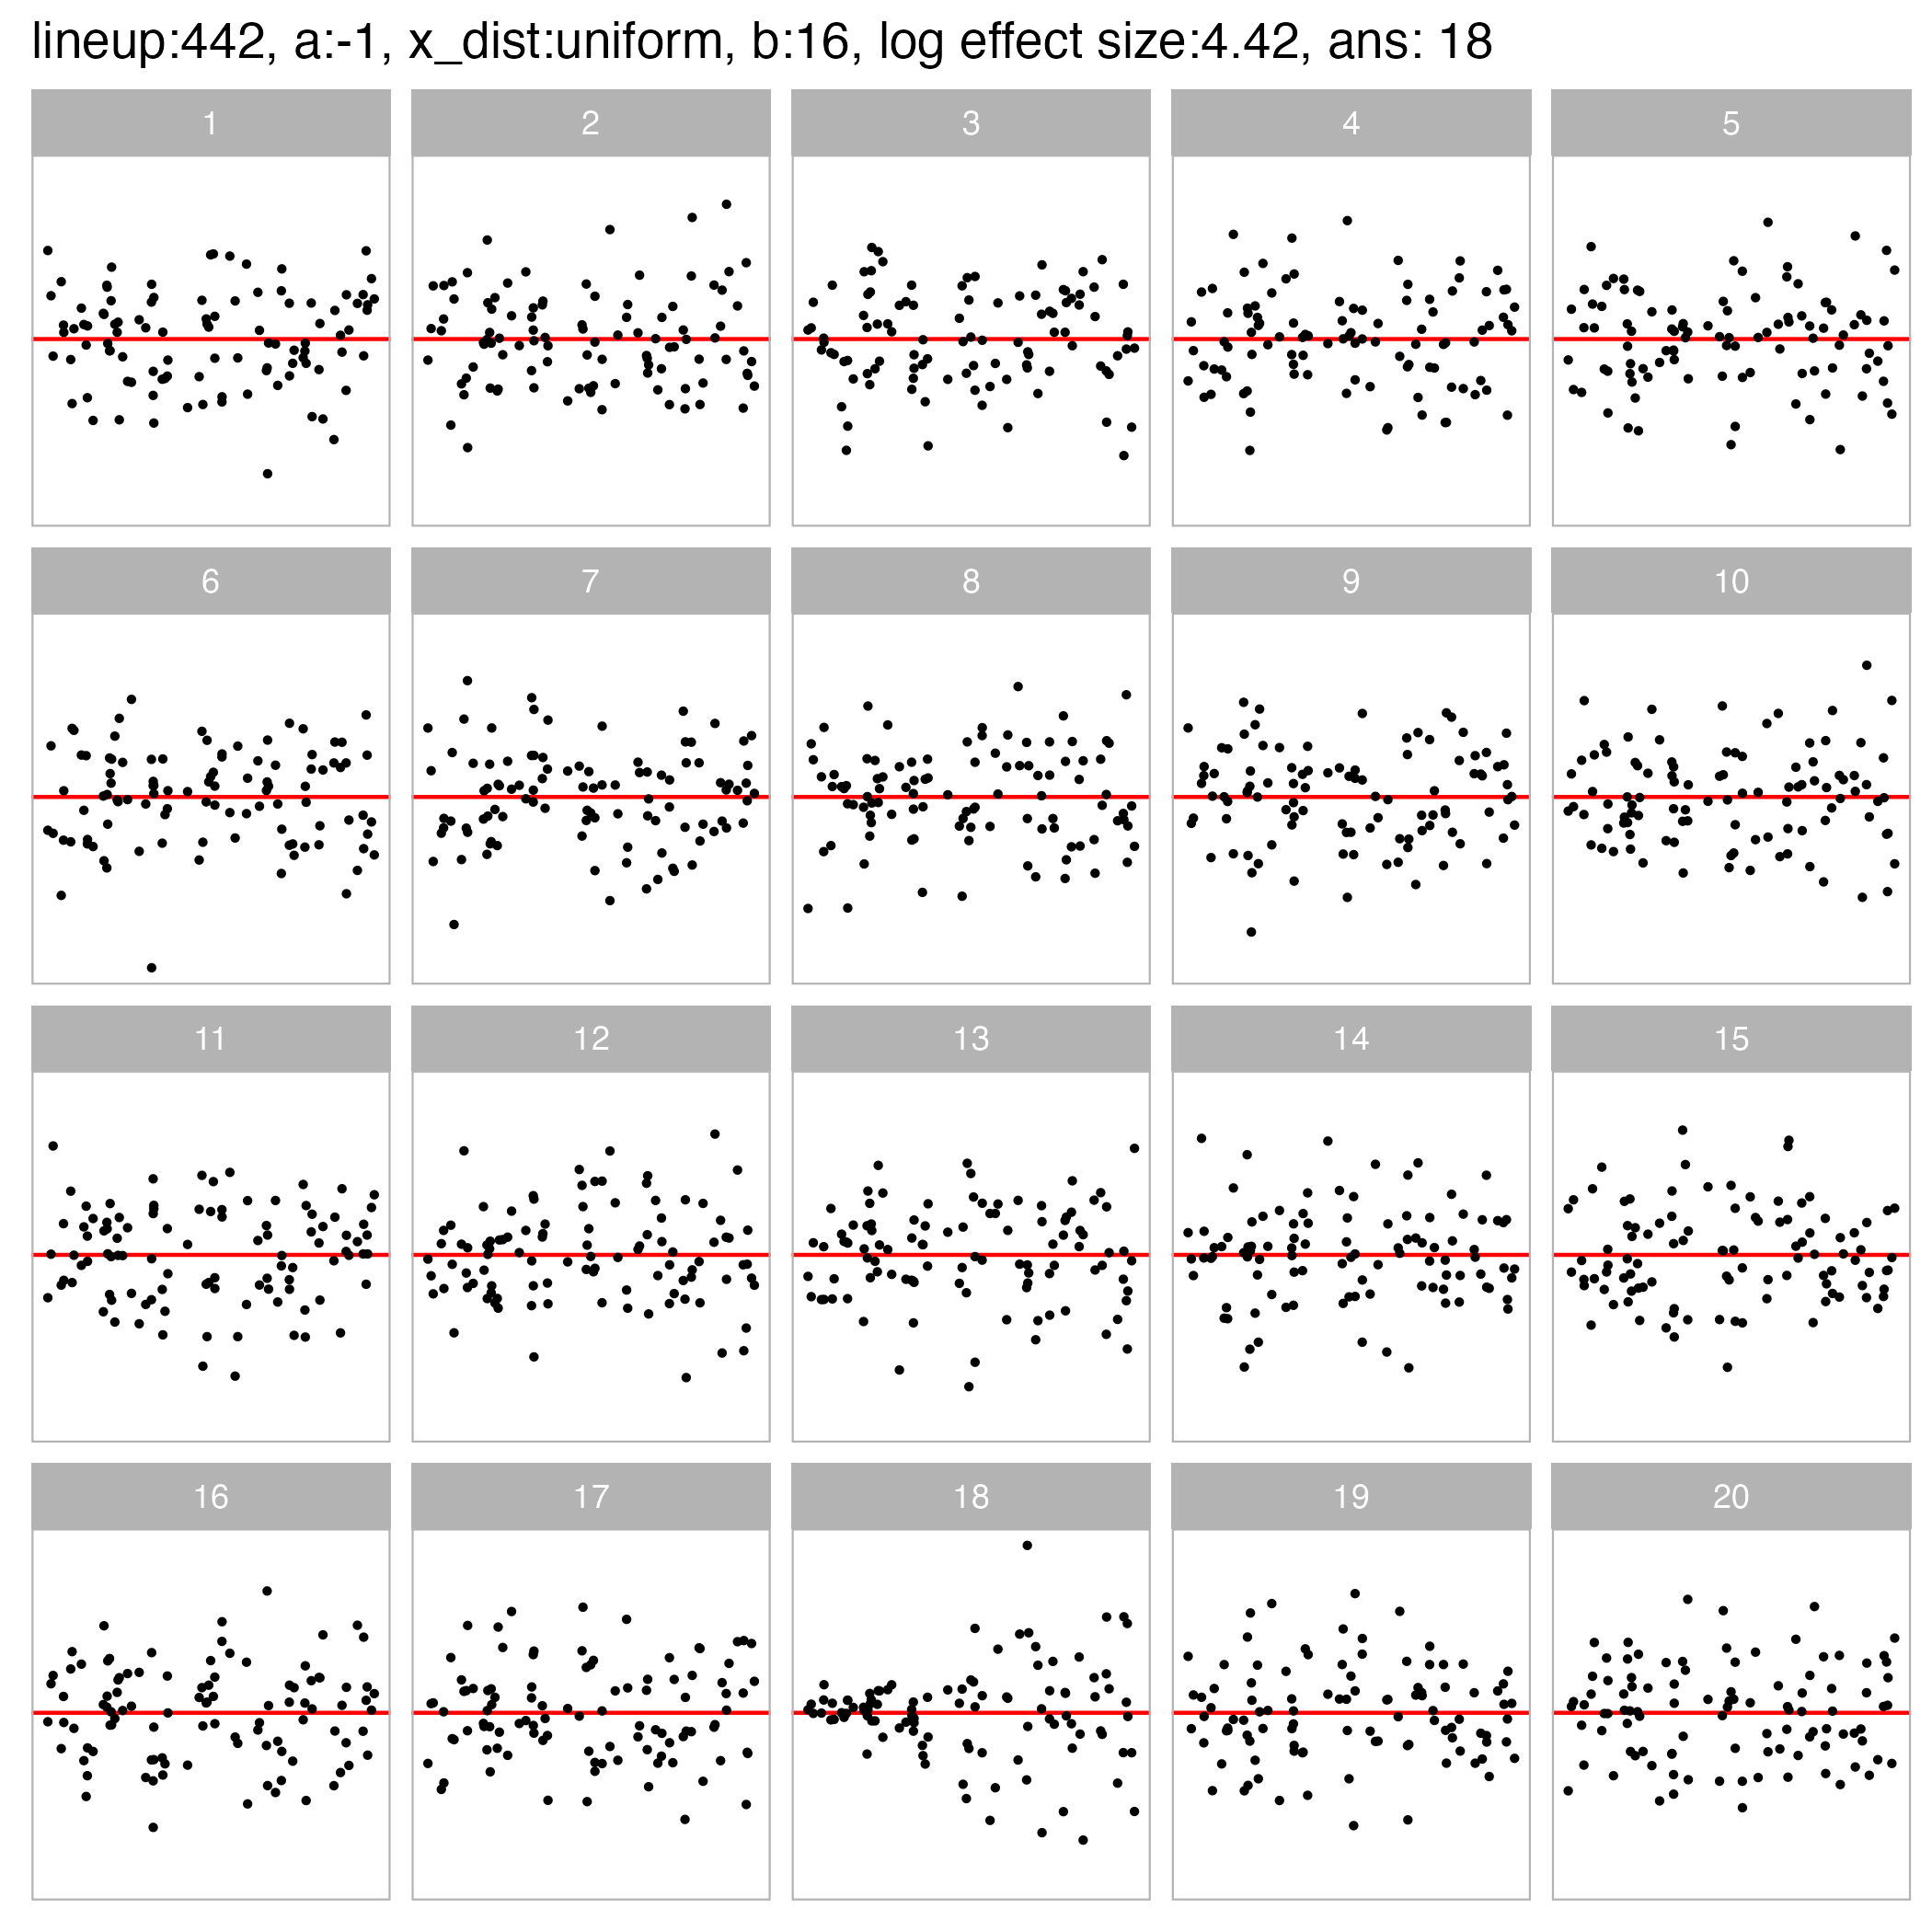 lineup:442, a:-1, x_dist:uniform, b:16, log effect size:4.42, ans: 18
1 2 3 4 5
6 7 8 9 10
11 12 13 14 15
16 17 18 19 20